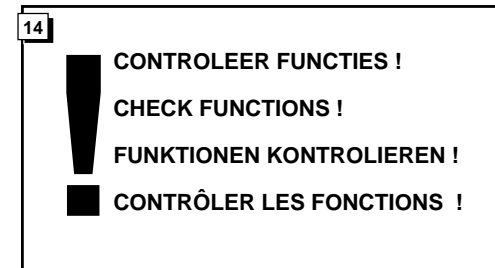 14
CONTROLEER FUNCTIES !
CHECK FUNCTIONS !
FUNKTIONEN KONTROLIEREN !
CONTRÔLER LES FONCTIONS !